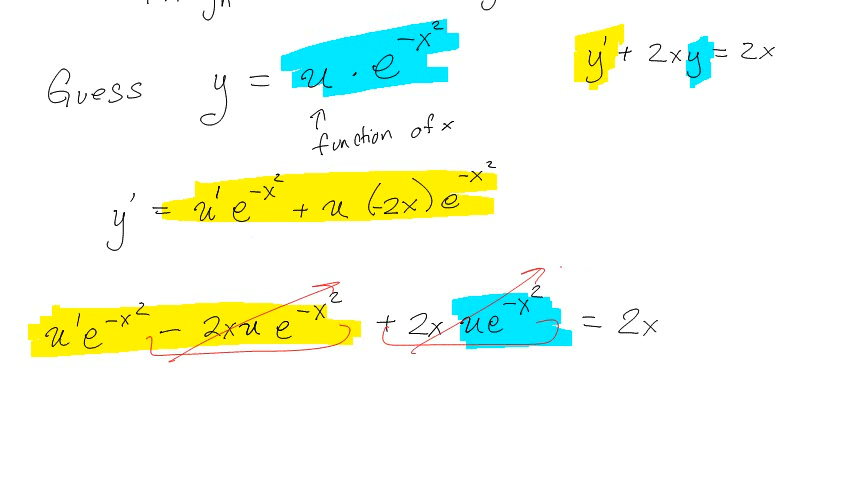 Guess y = u · e^{-x^2}
y' + 2xy = 2x
↑
function of x
y' = u'e^{-x^2} + u (-2x) e^{-x^2}
u'e^{-x^2} - 2xu e^{-x^2} + 2x ue^{-x^2} = 2x